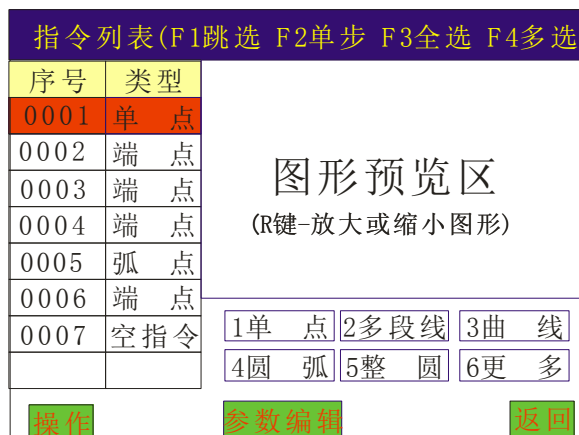 指令列表(F1跳选 F2单步 F3全选 F4多选
序号 类型
0001 单 点
0002 端 点
0003 端 点
0004 端 点
0005 弧 点
0006 端 点
0007 空指令
图形预览区
(R键-放大或缩小图形)
1单 点 2多段线 3曲 线
4圆 弧 5整 圆 6更 多
操作 参数编辑 返回